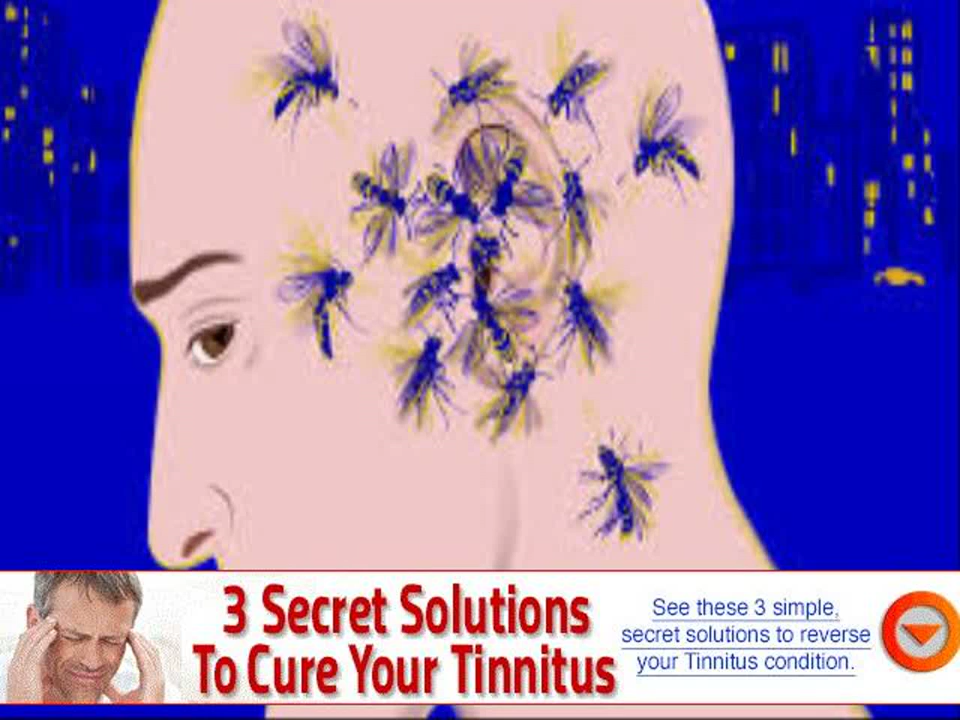 3 Secret Solutions
To Cure Your Tinnitus
See these 3 simple,
secret solutions to reverse
your Tinnitus condition.